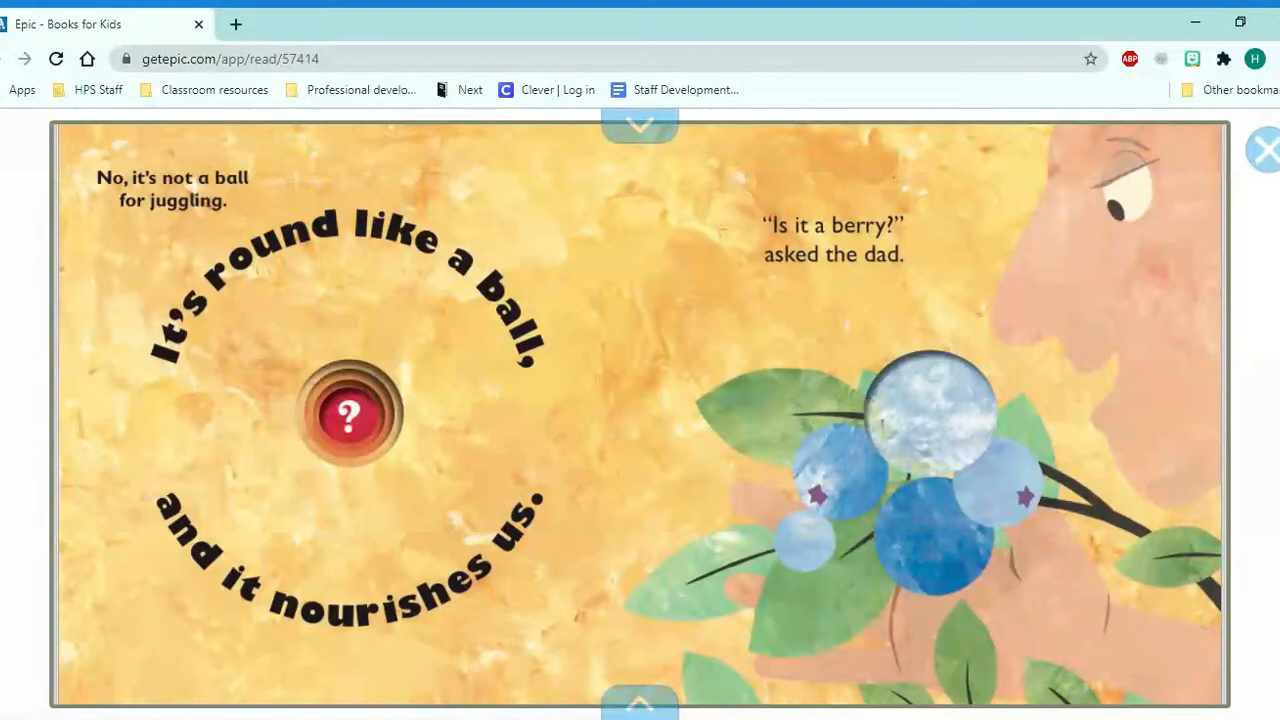 Epic - Books for Kids
getepic.com/app/read/57414
ABP
H
Apps
HPS Staff
Classroom resources
Professional develo...
Next
C
Clever | Log in
Staff Development...
Other bookma
No, it's not a ball
for juggling.
It's round like a ball,
?
and it nourishes us.
“Is it a berry?”
asked the dad.